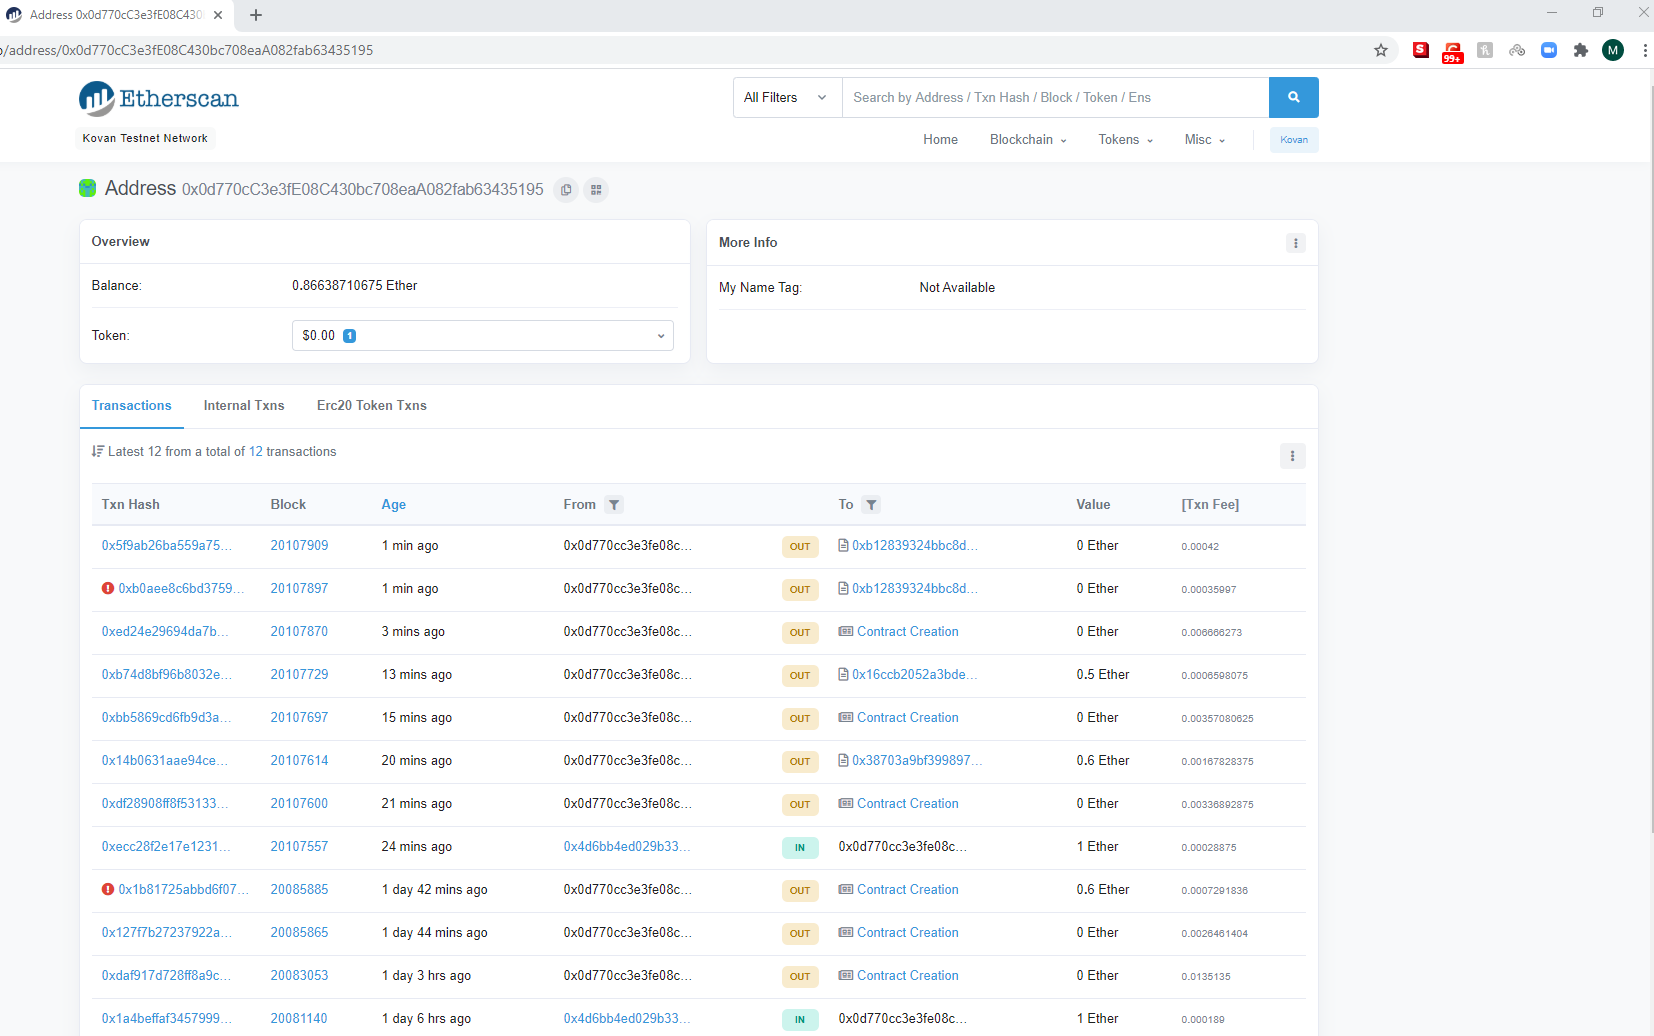 Address 0x0d770cC3e3fE08C430
/address/0x0d770cC3e3fE08C430bc708eaA082fab63435195
S
99+
M
Etherscan
All Filters
Search by Address / Txn Hash / Block / Token / Ens
Kovan Testnet Network
Home Blockchain Tokens Misc Kovan
Address 0x0d770cC3e3fE08C430bc708eaA082fab63435195
Overview
Balance: 0.86638710675 Ether
Token: $0.00 1
More Info
My Name Tag: Not Available
Transactions Internal Txns Erc20 Token Txns
Latest 12 from a total of 12 transactions
Txn Hash Block Age From To Value [Txn Fee]
0x5f9ab26ba559a75... 20107909 1 min ago 0x0d770cc3e3fe08c... OUT 0xb12839324bbc8d... 0 Ether 0.00042
0xb0aee8c6bd3759... 20107897 1 min ago 0x0d770cc3e3fe08c... OUT 0xb12839324bbc8d... 0 Ether 0.00035997
0xed24e29694da7b... 20107870 3 mins ago 0x0d770cc3e3fe08c... OUT Contract Creation 0 Ether 0.006666273
0xb74d8bf96b8032e... 20107729 13 mins ago 0x0d770cc3e3fe08c... OUT 0x16ccb2052a3bde... 0.5 Ether 0.0006598075
0xbb5869cd6fb9d3a... 20107697 15 mins ago 0x0d770cc3e3fe08c... OUT Contract Creation 0 Ether 0.00357080625
0x14b0631aae94ce... 20107614 20 mins ago 0x0d770cc3e3fe08c... OUT 0x38703a9bf399897... 0.6 Ether 0.00167828375
0xdf28908ff8f53133... 20107600 21 mins ago 0x0d770cc3e3fe08c... OUT Contract Creation 0 Ether 0.00336892875
0xecc28f2e17e1231... 20107557 24 mins ago 0x4d6bb4ed029b33... IN 0x0d770cc3e3fe08c... 1 Ether 0.00028875
0x1b81725abbd6f07... 20085885 1 day 42 mins ago 0x0d770cc3e3fe08c... OUT Contract Creation 0.6 Ether 0.0007291836
0x127f7b27237922a... 20085865 1 day 44 mins ago 0x0d770cc3e3fe08c... OUT Contract Creation 0 Ether 0.0026461404
0xdaf917d728ff8a9c... 20083053 1 day 3 hrs ago 0x0d770cc3e3fe08c... OUT Contract Creation 0 Ether 0.0135135
0x1a4beffaf3457999... 20081140 1 day 6 hrs ago 0x4d6bb4ed029b33... IN 0x0d770cc3e3fe08c... 1 Ether 0.000189